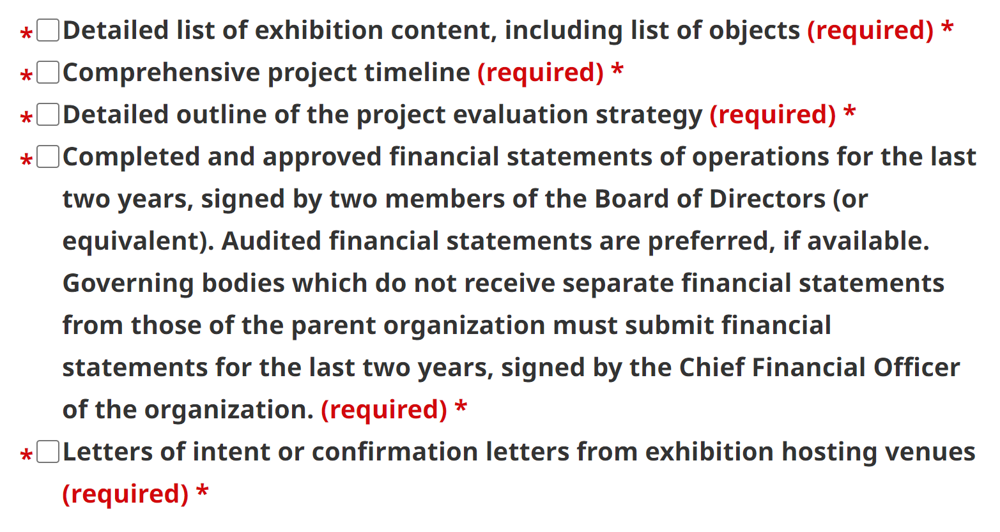 * Detailed list of exhibition content, including list of objects (required) *
* Comprehensive project timeline (required) *
* Detailed outline of the project evaluation strategy (required) *
* Completed and approved financial statements of operations for the last
two years, signed by two members of the Board of Directors (or
equivalent). Audited financial statements are preferred, if available.
Governing bodies which do not receive separate financial statements
from those of the parent organization must submit financial
statements for the last two years, signed by the Chief Financial Officer
of the organization. (required) *
* Letters of intent or confirmation letters from exhibition hosting venues
(required) *